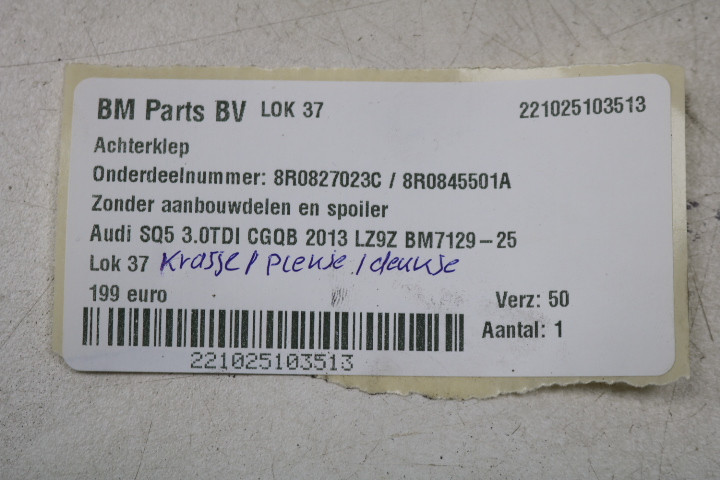 BM Parts BV LOK 37 221025103513
Achterklep
Onderdeelnummer: 8R0827023C / 8R0845501A
Zonder aanbouwdelen en spoiler
Audi SQ5 3.0TDI CGQB 2013 LZ9Z BM7129-25
Lok 37 Krasje / plekje / deukje
199 euro Verz: 50
Aantal: 1
221025103513